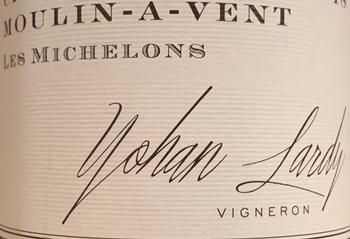 MOULIN-A-VENT
LES MICHELONS
Yohan Lardy
VIGNERON